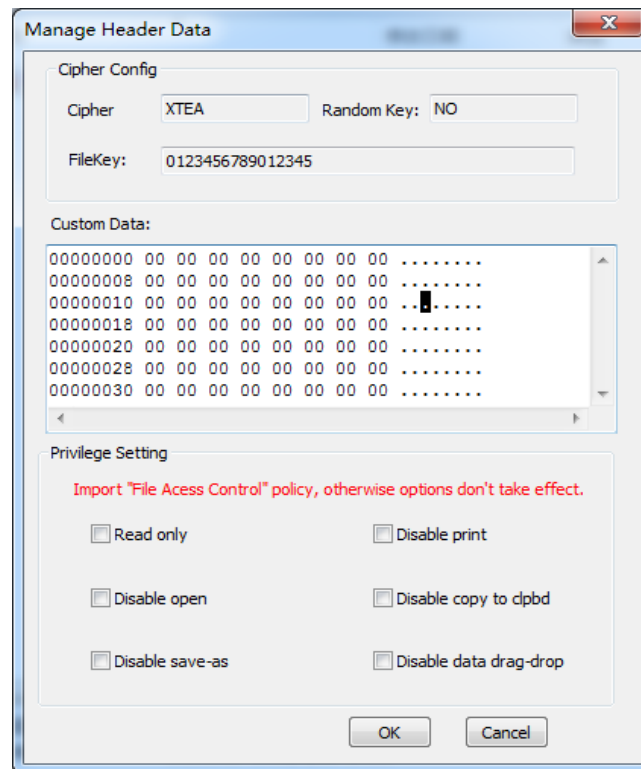 Manage Header Data
Cipher Config
Cipher XTEA Random Key: NO
FileKey: 0123456789012345
Custom Data:
00000000 00 00 00 00 00 00 00 00 ........
00000008 00 00 00 00 00 00 00 00 ........
00000010 00 00 00 00 00 00 00 00 ........
00000018 00 00 00 00 00 00 00 00 ........
00000020 00 00 00 00 00 00 00 00 ........
00000028 00 00 00 00 00 00 00 00 ........
00000030 00 00 00 00 00 00 00 00 ........
Privilege Setting
Import "File Acess Control" policy, otherwise options don't take effect.
Read only Disable print
Disable open Disable copy to clpbd
Disable save-as Disable data drag-drop
OK Cancel